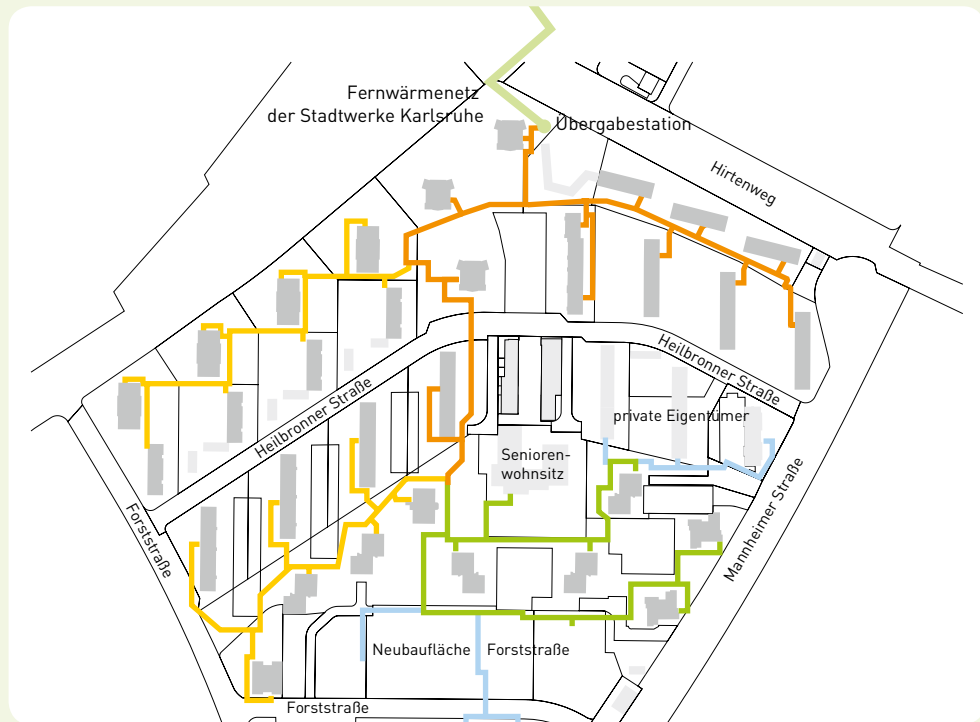 Fernwärmenetz
der Stadtwerke Karlsruhe
Übergabestation
Hirtenweg
Heilbronner Straße
Heilbronner Straße
private Eigentümer
Senioren-
wohnsitz
Forststraße
Mannheimer Straße
Neubaufläche
Forststraße
Forststraße